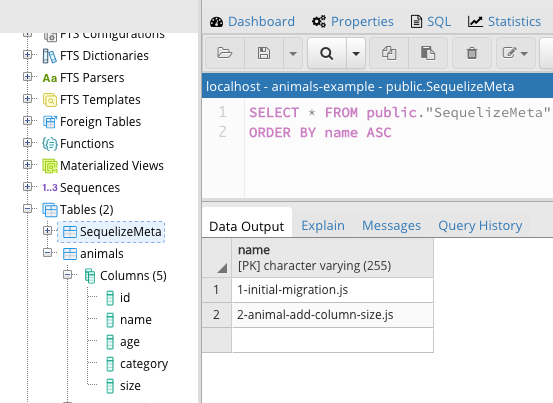 FTS Configurations
FTS Dictionaries
Aa FTS Parsers
FTS Templates
Foreign Tables
Functions
Materialized Views
1..3 Sequences
Tables (2)
SequelizeMeta
animals
Columns (5)
id
name
age
category
size
Dashboard Properties SQL Statistics
localhost - animals-example - public.SequelizeMeta
1 SELECT * FROM public."SequelizeMeta"
2 ORDER BY name ASC
Data Output Explain Messages Query History
name
[PK] character varying (255)
1 1-initial-migration.js
2 2-animal-add-column-size.js